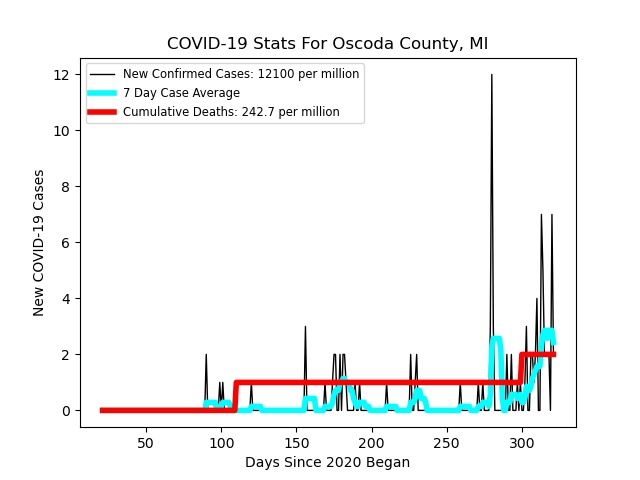 COVID-19 Stats For Oscoda County, MI
New Confirmed Cases: 12100 per million
7 Day Case Average
Cumulative Deaths: 242.7 per million
New COVID-19 Cases
12
10
8
6
4
2
0
50 100 150 200 250 300
Days Since 2020 Began